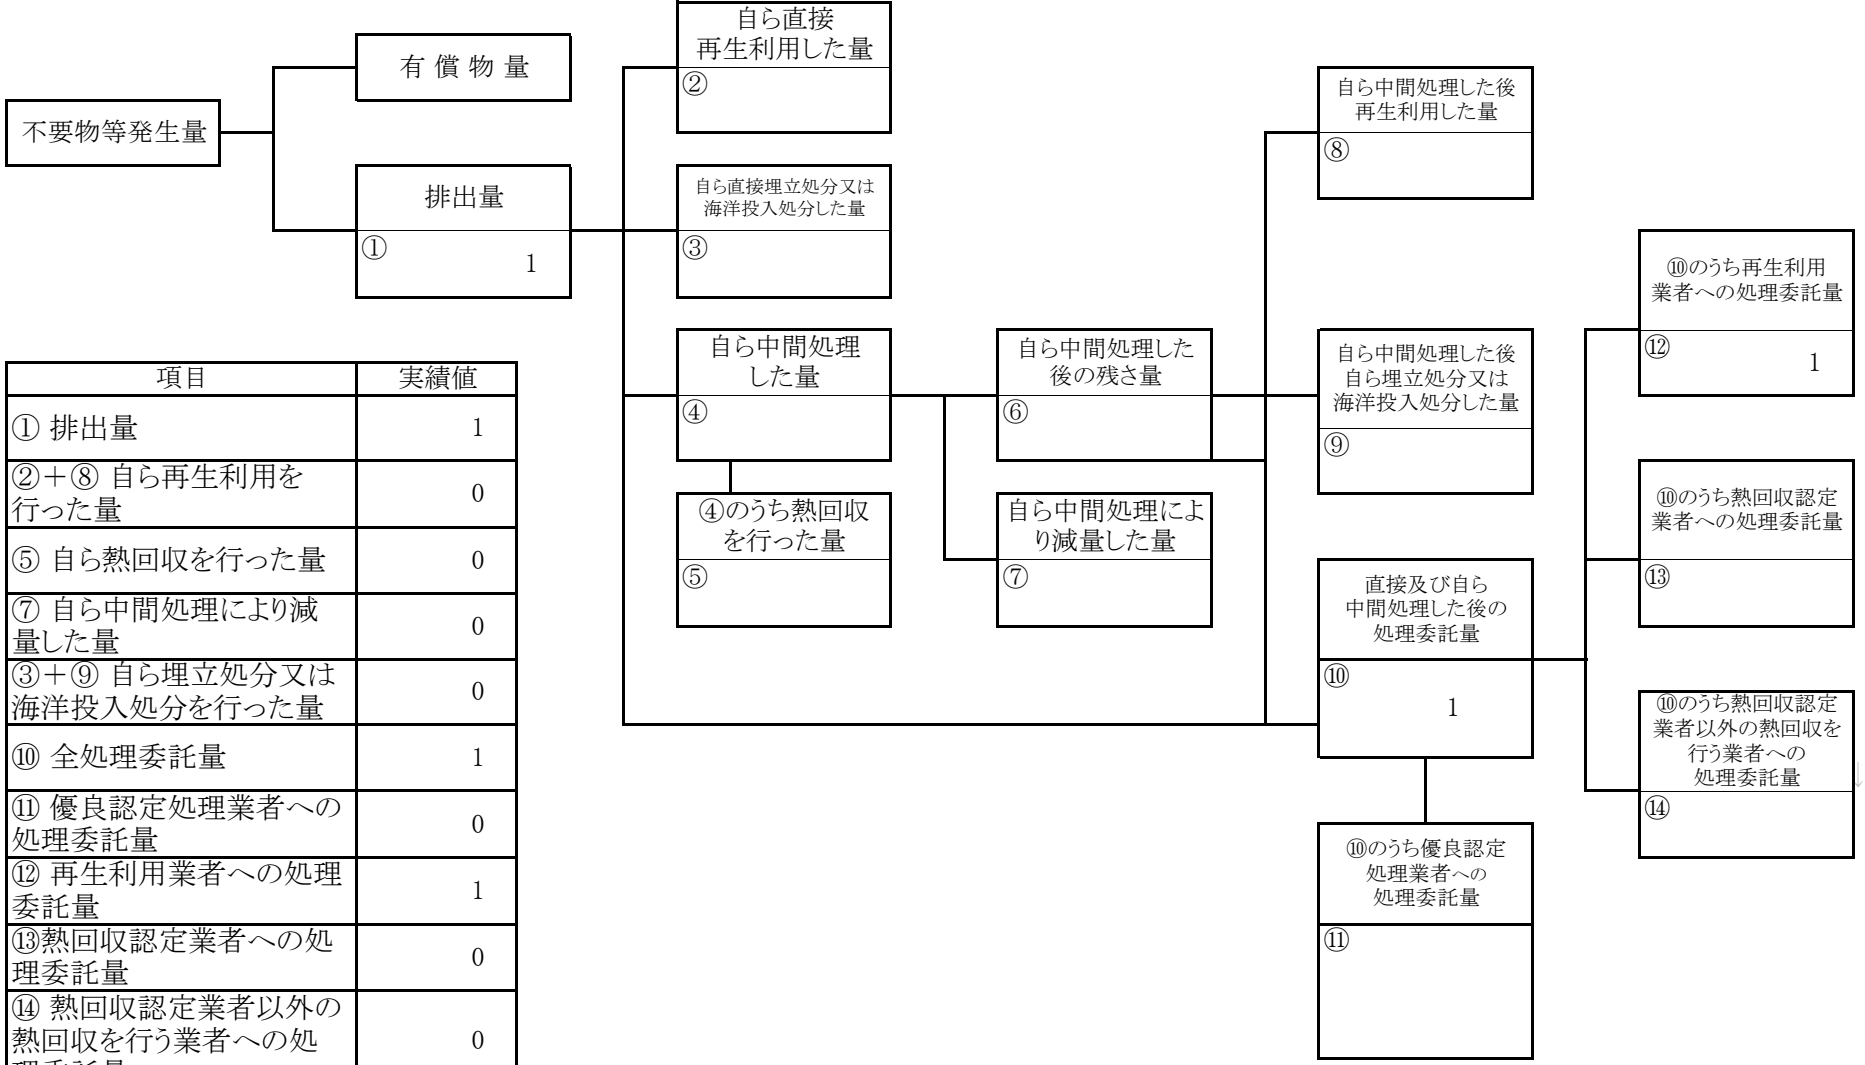 自ら直接
再生利用した量
②
有 償 物 量
不要物等発生量
排出量
①
1
自ら直接埋立処分又は
海洋投入処分した量
③
自ら中間処理した後
再生利用した量
⑧
自ら中間処理
した量
④
自ら中間処理した
後の残さ量
⑥
自ら中間処理した後
自ら埋立処分又は
海洋投入処分した量
⑨
④のうち熱回収
を行った量
⑤
自ら中間処理によ
り減量した量
⑦
直接及び自ら
中間処理した後の
処理委託量
⑩
1
⑩のうち優良認定
処理業者への
処理委託量
⑪
⑩のうち再生利用
業者への処理委託量
⑫
1
⑩のうち熱回収認定
業者への処理委託量
⑬
⑩のうち熱回収認定
業者以外の熱回収を
行う業者への
処理委託量
⑭
↓
項目 実績値
① 排出量 1
②＋⑧ 自ら再生利用を
行った量 0
⑤ 自ら熱回収を行った量 0
⑦ 自ら中間処理により減
量した量 0
③＋⑨ 自ら埋立処分又は
海洋投入処分を行った量 0
⑩ 全処理委託量 1
⑪ 優良認定処理業者への
処理委託量 0
⑫ 再生利用業者への処理
委託量 1
⑬熱回収認定業者への処
理委託量 0
⑭ 熱回収認定業者以外の
熱回収を行う業者への処 0